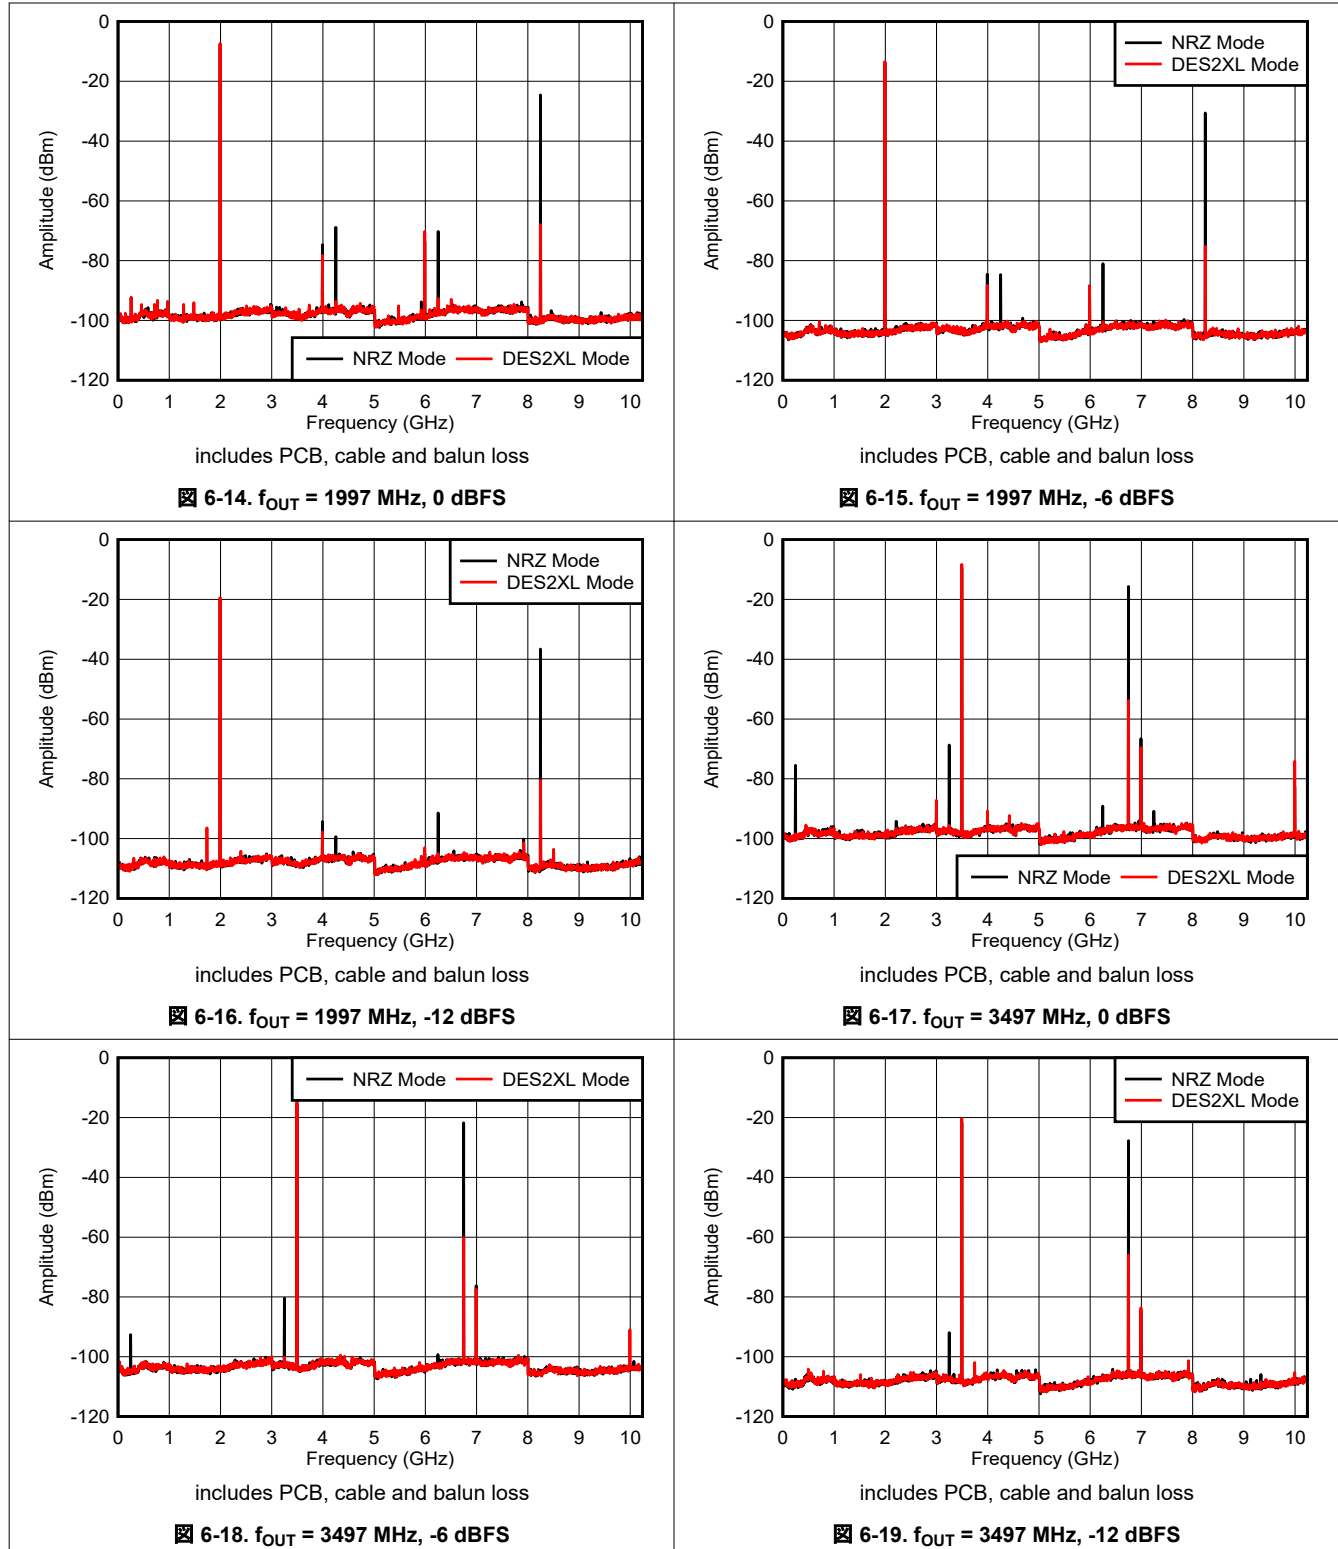 0
-20
-40
-60
-80
-100
-120
Amplitude (dBm)
NRZ Mode DES2XL Mode
0 1 2 3 4 5 6 7 8 9 10
Frequency (GHz)
includes PCB, cable and balun loss
図 6-14. fOUT = 1997 MHz, 0 dBFS
0
-20
-40
-60
-80
-100
-120
Amplitude (dBm)
NRZ Mode
DES2XL Mode
0 1 2 3 4 5 6 7 8 9 10
Frequency (GHz)
includes PCB, cable and balun loss
図 6-15. fOUT = 1997 MHz, -6 dBFS
0
-20
-40
-60
-80
-100
-120
Amplitude (dBm)
NRZ Mode
DES2XL Mode
0 1 2 3 4 5 6 7 8 9 10
Frequency (GHz)
includes PCB, cable and balun loss
図 6-16. fOUT = 1997 MHz, -12 dBFS
0
-20
-40
-60
-80
-100
-120
Amplitude (dBm)
NRZ Mode DES2XL Mode
0 1 2 3 4 5 6 7 8 9 10
Frequency (GHz)
includes PCB, cable and balun loss
図 6-17. fOUT = 3497 MHz, 0 dBFS
0
-20
-40
-60
-80
-100
-120
Amplitude (dBm)
NRZ Mode DES2XL Mode
0 1 2 3 4 5 6 7 8 9 10
Frequency (GHz)
includes PCB, cable and balun loss
図 6-18. fOUT = 3497 MHz, -6 dBFS
0
-20
-40
-60
-80
-100
-120
Amplitude (dBm)
NRZ Mode
DES2XL Mode
0 1 2 3 4 5 6 7 8 9 10
Frequency (GHz)
includes PCB, cable and balun loss
図 6-19. fOUT = 3497 MHz, -12 dBFS